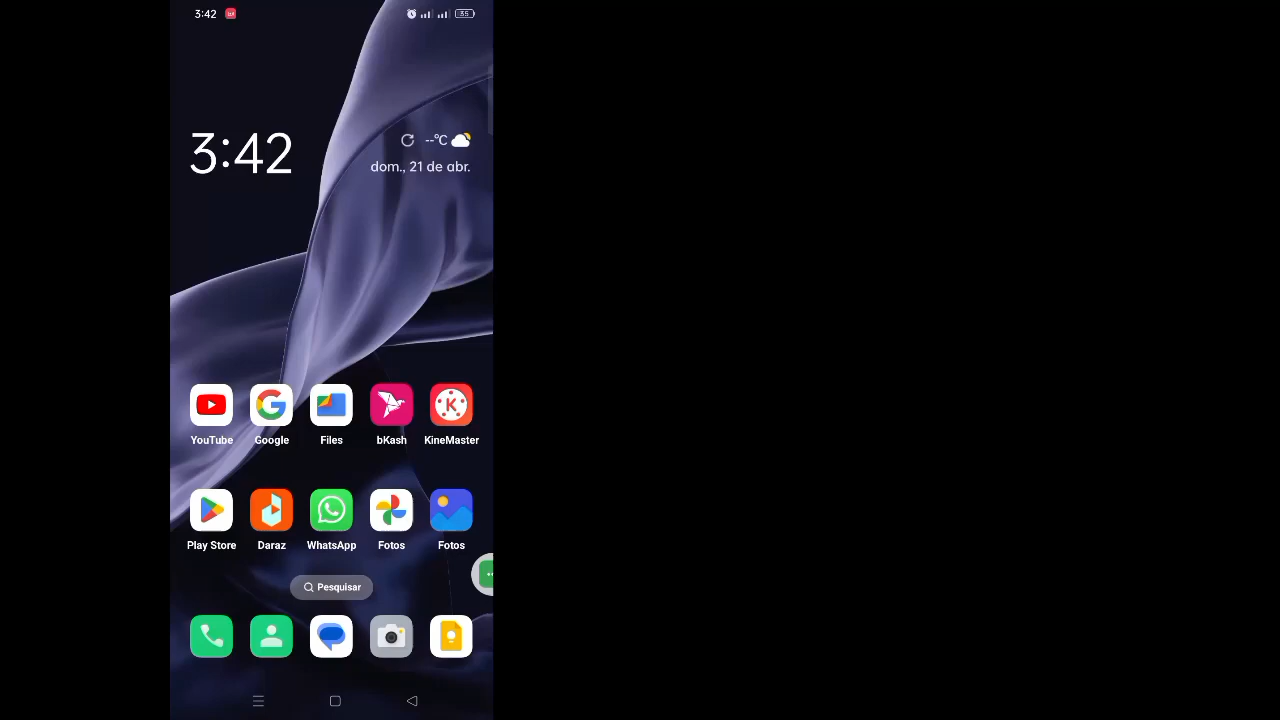 3:42
35
3:42
--°C
dom., 21 de abr.
YouTube
Google
Files
bKash
KineMaster
Play Store
Daraz
WhatsApp
Fotos
Fotos
Pesquisar